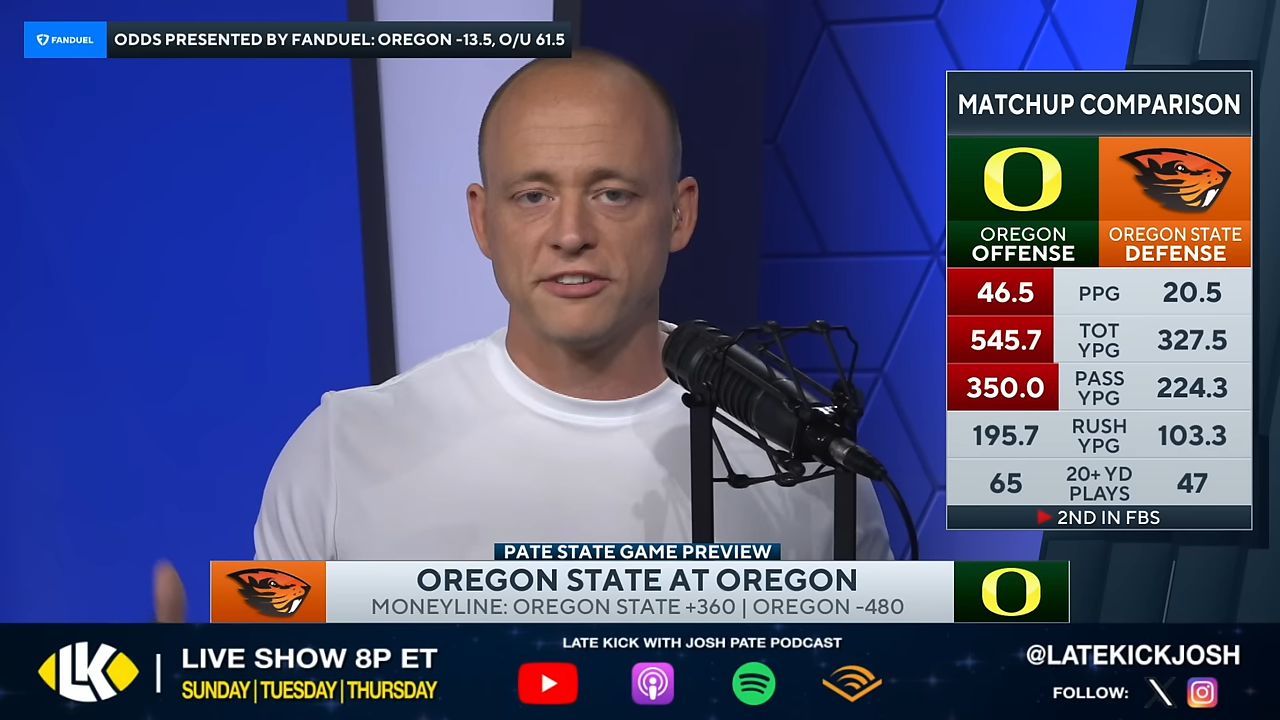 FANDUEL
ODDS PRESENTED BY FANDUEL: OREGON -13.5, O/U 61.5
MATCHUP COMPARISON
O
OREGON
OFFENSE
OREGON STATE
DEFENSE
46.5 PPG 20.5
545.7 TOT YPG 327.5
350.0 PASS YPG 224.3
195.7 RUSH YPG 103.3
65 20+ YD PLAYS 47
2ND IN FBS
PATE STATE GAME PREVIEW
OREGON STATE AT OREGON
MONEYLINE: OREGON STATE +360 | OREGON -480
O
LATE KICK WITH JOSH PATE PODCAST
LK
LIVE SHOW 8P ET
SUNDAY | TUESDAY | THURSDAY
@LATEKICKJOSH
FOLLOW: X